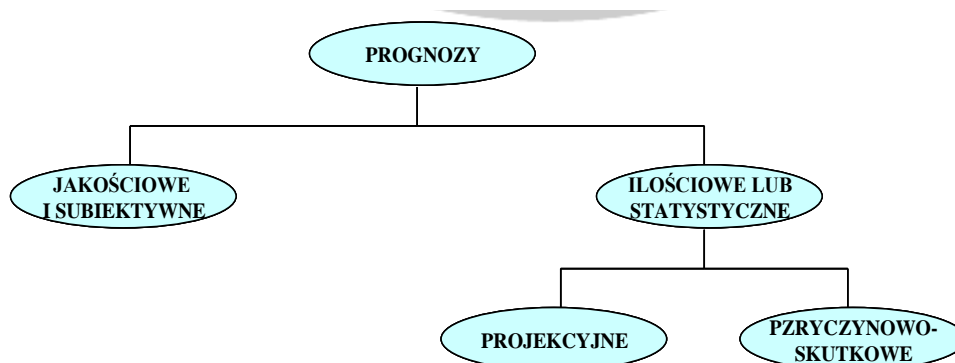 PROGNOZY
JAKOŚCIOWE
I SUBIEKTYWNE
ILOŚCIOWE LUB
STATYSTYCZNE
PROJEKCYJNE
PZRYCZYNOWO-
SKUTKOWE